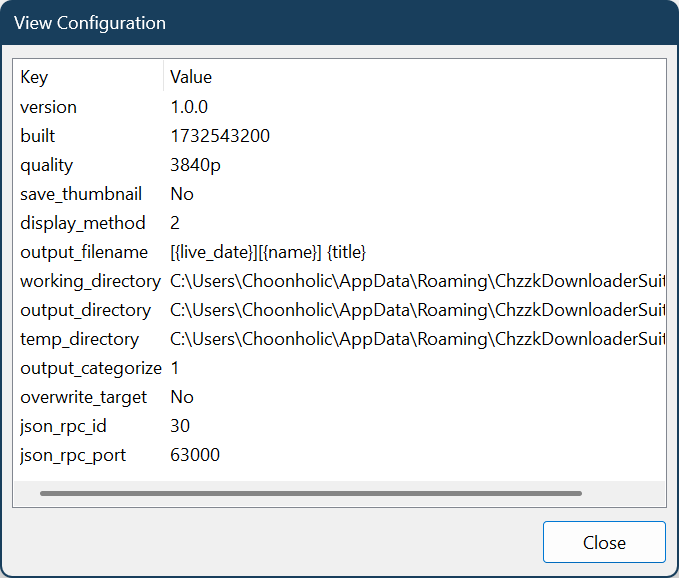 View Configuration
Key Value
version 1.0.0
built 1732543200
quality 3840p
save_thumbnail No
display_method 2
output_filename [{live_date}][{name}] {title}
working_directory C:\Users\Choonholic\AppData\Roaming\ChzzkDownloaderSuit
output_directory C:\Users\Choonholic\AppData\Roaming\ChzzkDownloaderSuit
temp_directory C:\Users\Choonholic\AppData\Roaming\ChzzkDownloaderSuit
output_categorize 1
overwrite_target No
json_rpc_id 30
json_rpc_port 63000
Close